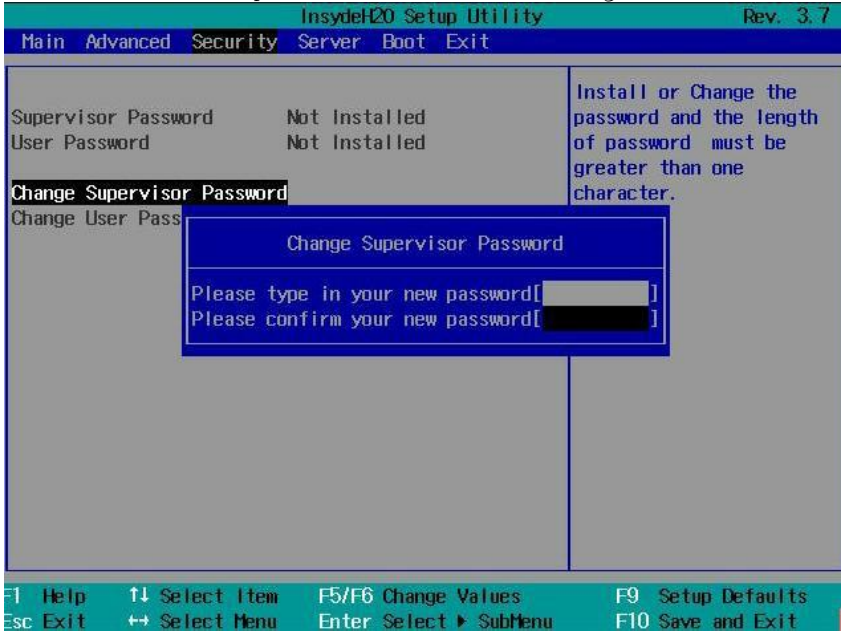 InsydeH2O Setup Utility Rev. 3.7
Main Advanced Security Server Boot Exit
Supervisor Password Not Installed
User Password Not Installed
Change Supervisor Password
Change User Pass
Install or Change the
password and the length
of password must be
greater than one
character.
Change Supervisor Password
Please type in your new password[ ]
Please confirm your new password[ ]
F1 Help ↑↓ Select Item F5/F6 Change Values F9 Setup Defaults
Esc Exit ↔ Select Menu Enter Select ▶ SubMenu F10 Save and Exit